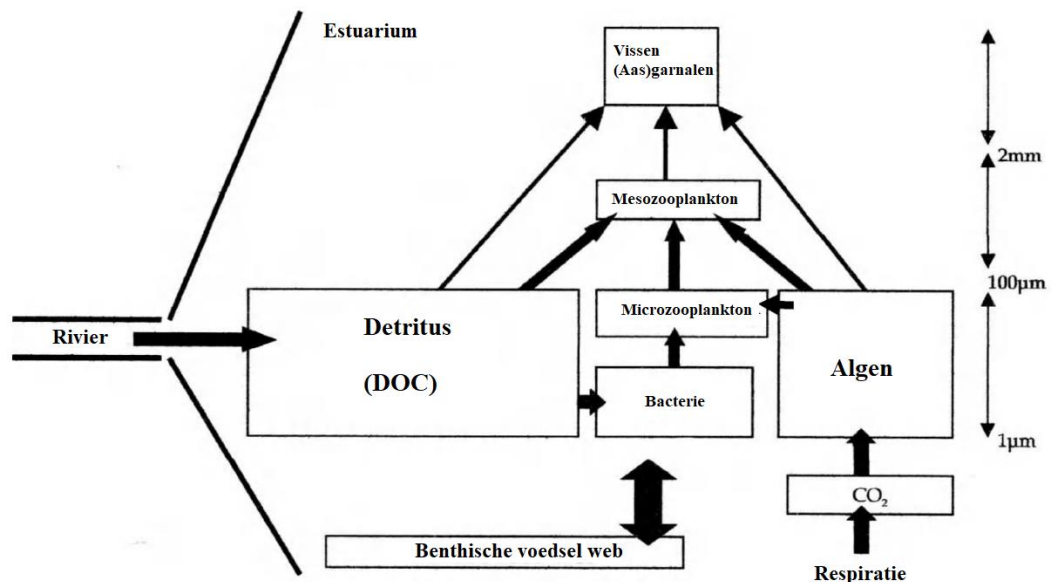 Estuarium
Vissen
(Aas)garnalen
2mm
Mesozooplankton
100µm
Rivier
Detritus
(DOC)
Microzooplankton
Algen
Bacterie
1µm
CO₂
Benthische voedsel web
Respiratie